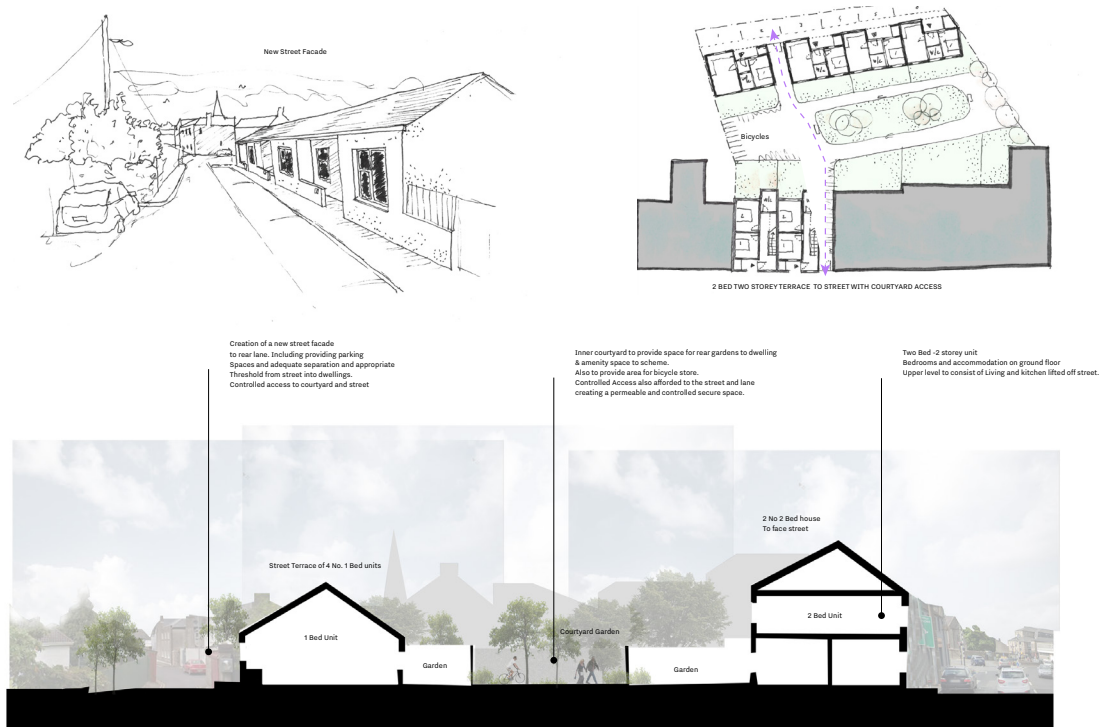 New Street Facade
Bicycles
2 BED TWO STOREY TERRACE TO STREET WITH COURTYARD ACCESS
Creation of a new street facade
to rear lane. Including providing parking
Spaces and adequate separation and appropriate
Threshold from street into dwellings.
Controlled access to courtyard and street
Inner courtyard to provide space for rear gardens to dwelling
& amenity space to scheme.
Also to provide area for bicycle store.
Controlled Access also afforded to the street and lane
creating a permeable and controlled secure space.
Two Bed -2 storey unit
Bedrooms and accommodation on ground floor
Upper level to consist of Living and kitchen lifted off street.
2 No 2 Bed house
To face street
Street Terrace of 4 No. 1 Bed units
1 Bed Unit
Garden
Courtyard Garden
Garden
2 Bed Unit